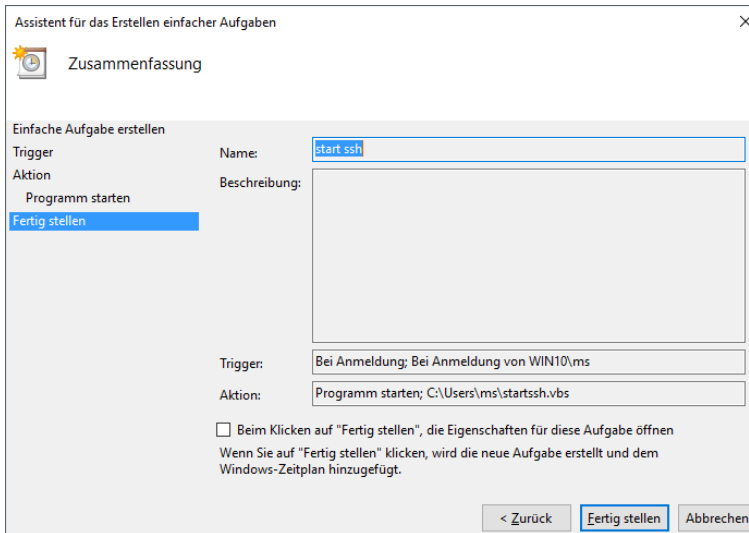 Assistent für das Erstellen einfacher Aufgaben
Zusammenfassung
Einfache Aufgabe erstellen
Trigger
Aktion
Programm starten
Fertig stellen
Name: start ssh
Beschreibung:
Trigger: Bei Anmeldung; Bei Anmeldung von WIN10\ms
Aktion: Programm starten; C:\Users\ms\startssh.vbs
Beim Klicken auf "Fertig stellen", die Eigenschaften für diese Aufgabe öffnen
Wenn Sie auf "Fertig stellen" klicken, wird die neue Aufgabe erstellt und dem
Windows-Zeitplan hinzugefügt.
< Zurück Fertig stellen Abbrechen